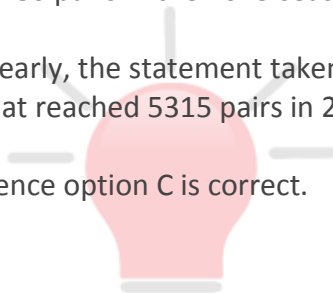 early, the statement taken
at reached 5315 pairs in 2
ence option C is correct.